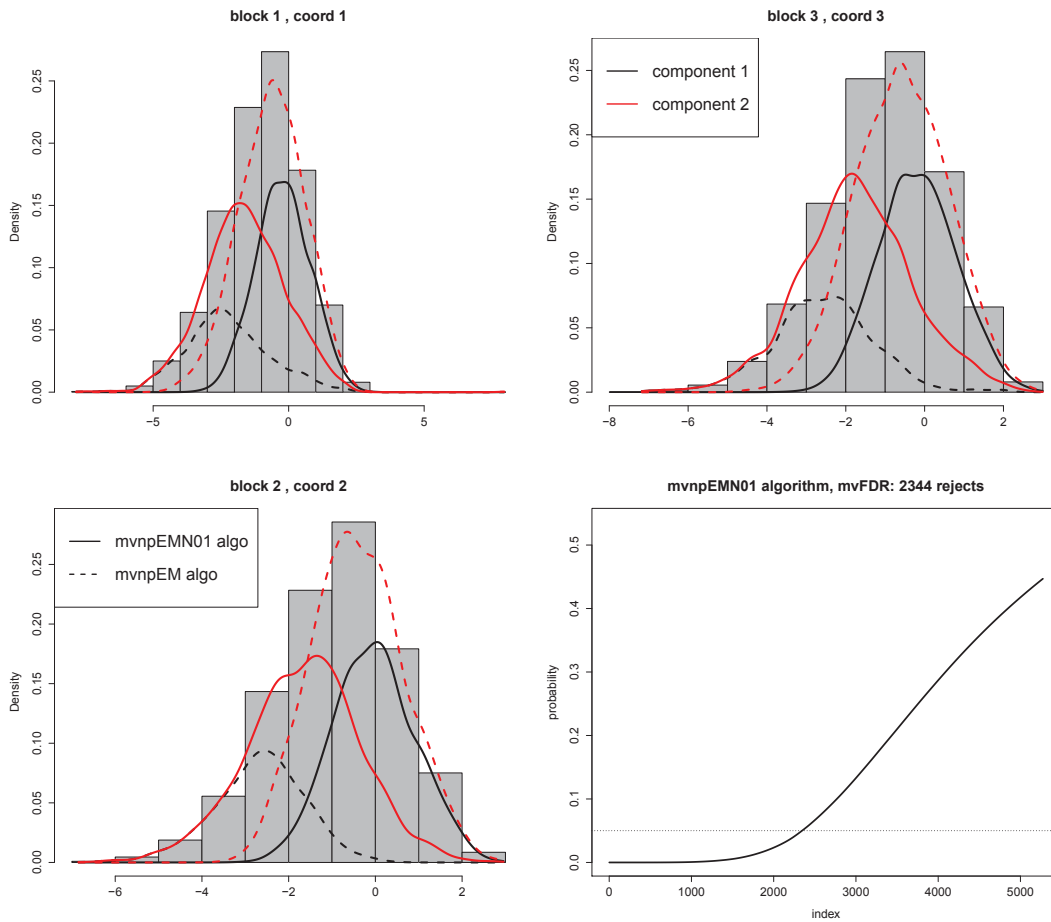 block 1 , coord 1
Density
0.00 0.05 0.10 0.15 0.20 0.25
−5 0 5
block 3 , coord 3
component 1
component 2
Density
0.00 0.05 0.10 0.15 0.20 0.25
−8 −6 −4 −2 0 2
block 2 , coord 2
mvnpEMN01 algo
mvnpEM algo
Density
0.00 0.05 0.10 0.15 0.20 0.25
−6 −4 −2 0 2
mvnpEMN01 algorithm, mvFDR: 2344 rejects
probability
0.0 0.1 0.2 0.3 0.4 0.5
0 1000 2000 3000 4000 5000
index